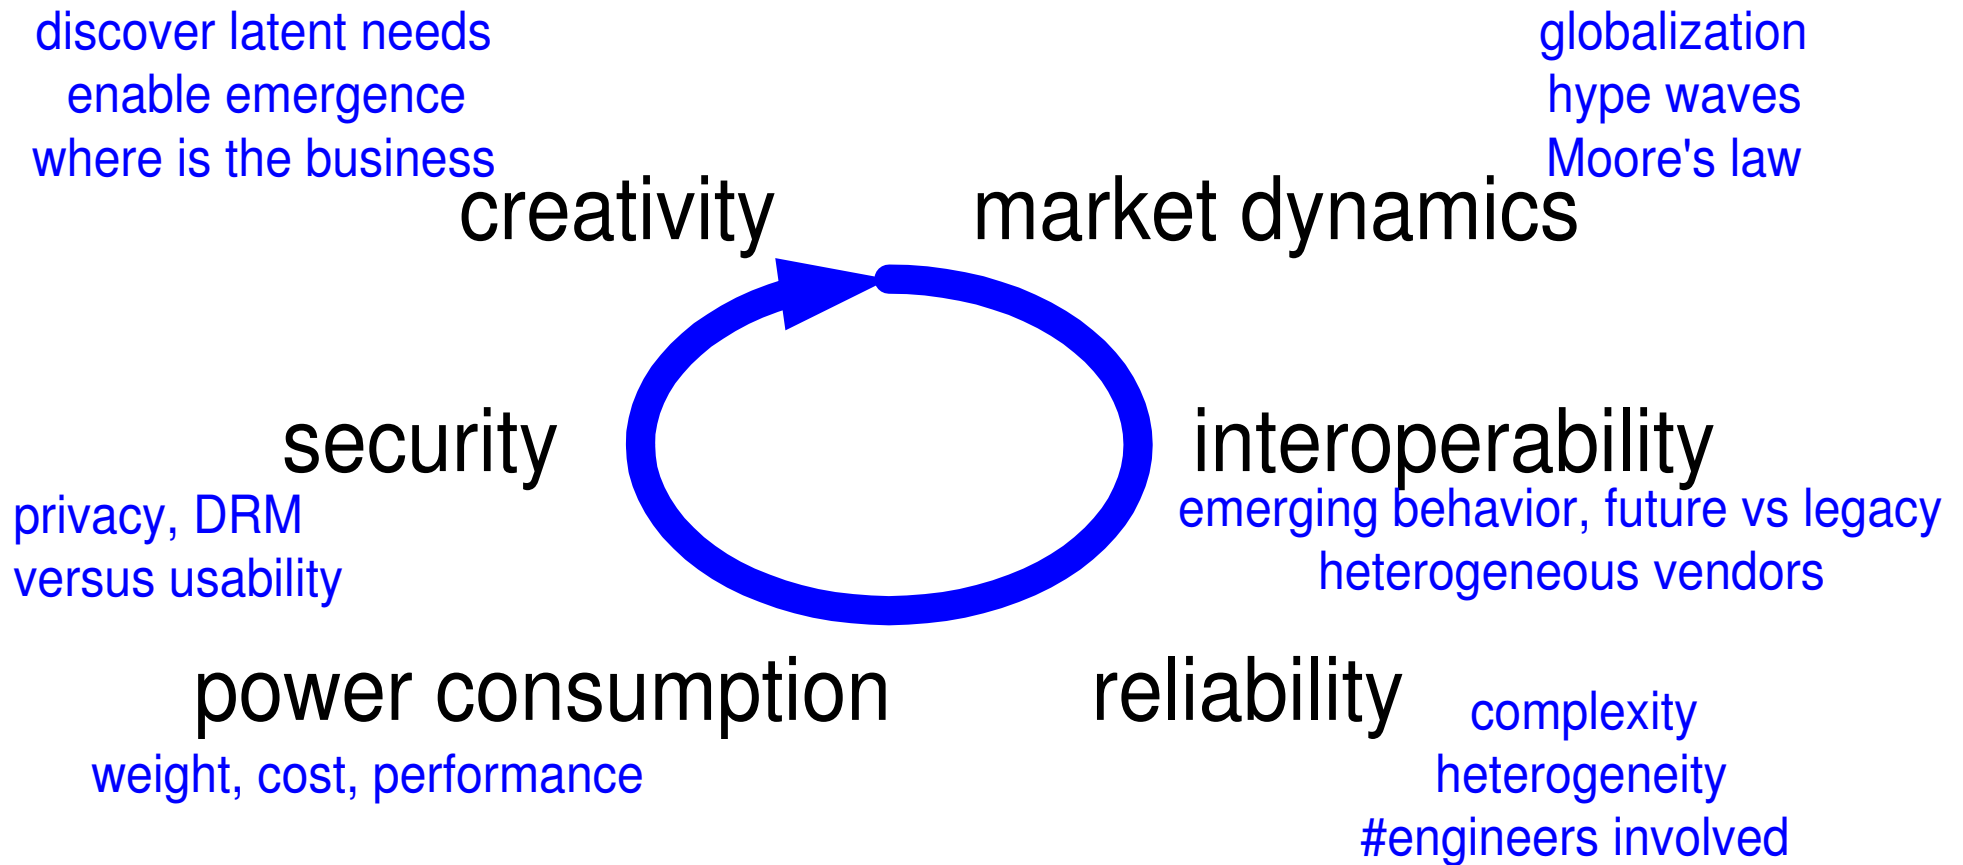 discover latent needs
enable emergence
where is the business
creativity
globalization
hype waves
Moore's law
market dynamics
security
privacy, DRM
versus usability
interoperability
emerging behavior, future vs legacy
heterogeneous vendors
power consumption
weight, cost, performance
reliability
complexity
heterogeneity
#engineers involved